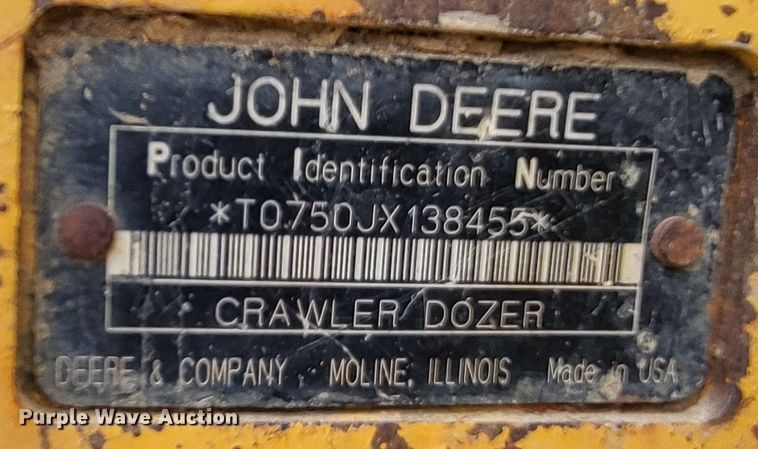 JOHN DEERE
Product Identification Number
*T0750JX138455*
CRAWLER DOZER
DEERE & COMPANY, MOLINE, ILLINOIS Made in USA
Purple Wave Auction